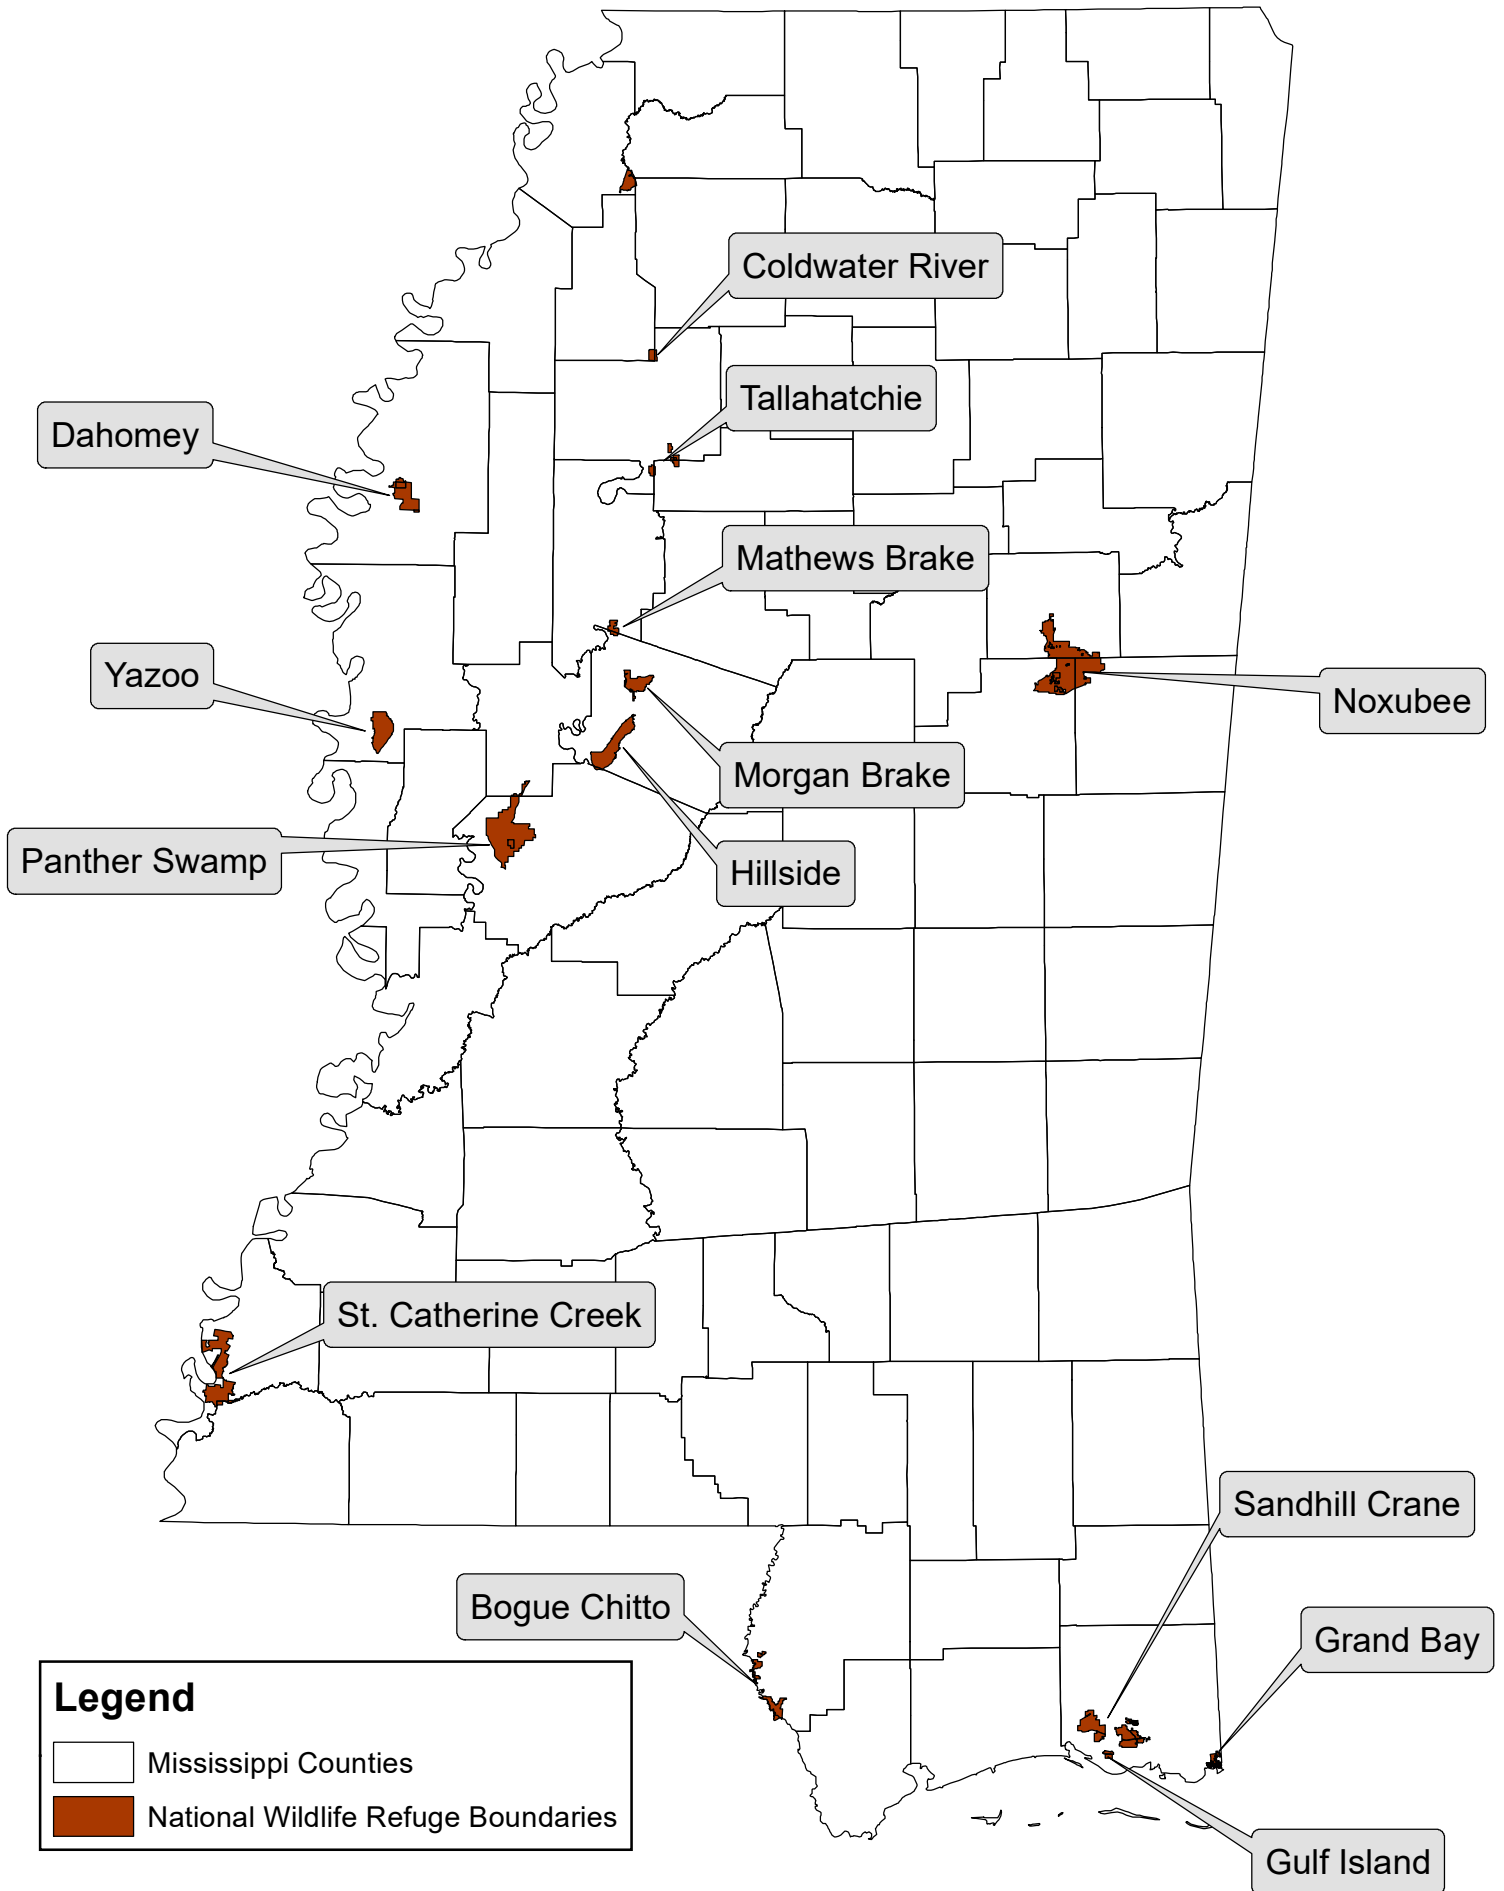 Coldwater River
Tallahatchie
Dahomey
Mathews Brake
Yazoo
Noxubee
Morgan Brake
Panther Swamp
Hillside
St. Catherine Creek
Sandhill Crane
Bogue Chitto
Grand Bay
Gulf Island
Legend
Mississippi Counties
National Wildlife Refuge Boundaries